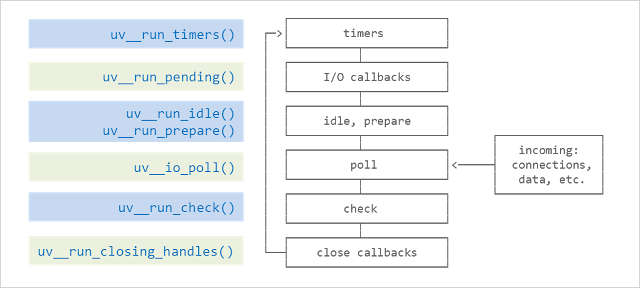 uv__run_timers()
timers
uv__run_pending()
I/O callbacks
uv__run_idle()
uv__run_prepare()
idle, prepare
uv__io_poll()
poll
incoming:
connections,
data, etc.
uv__run_check()
check
uv__run_closing_handles()
close callbacks